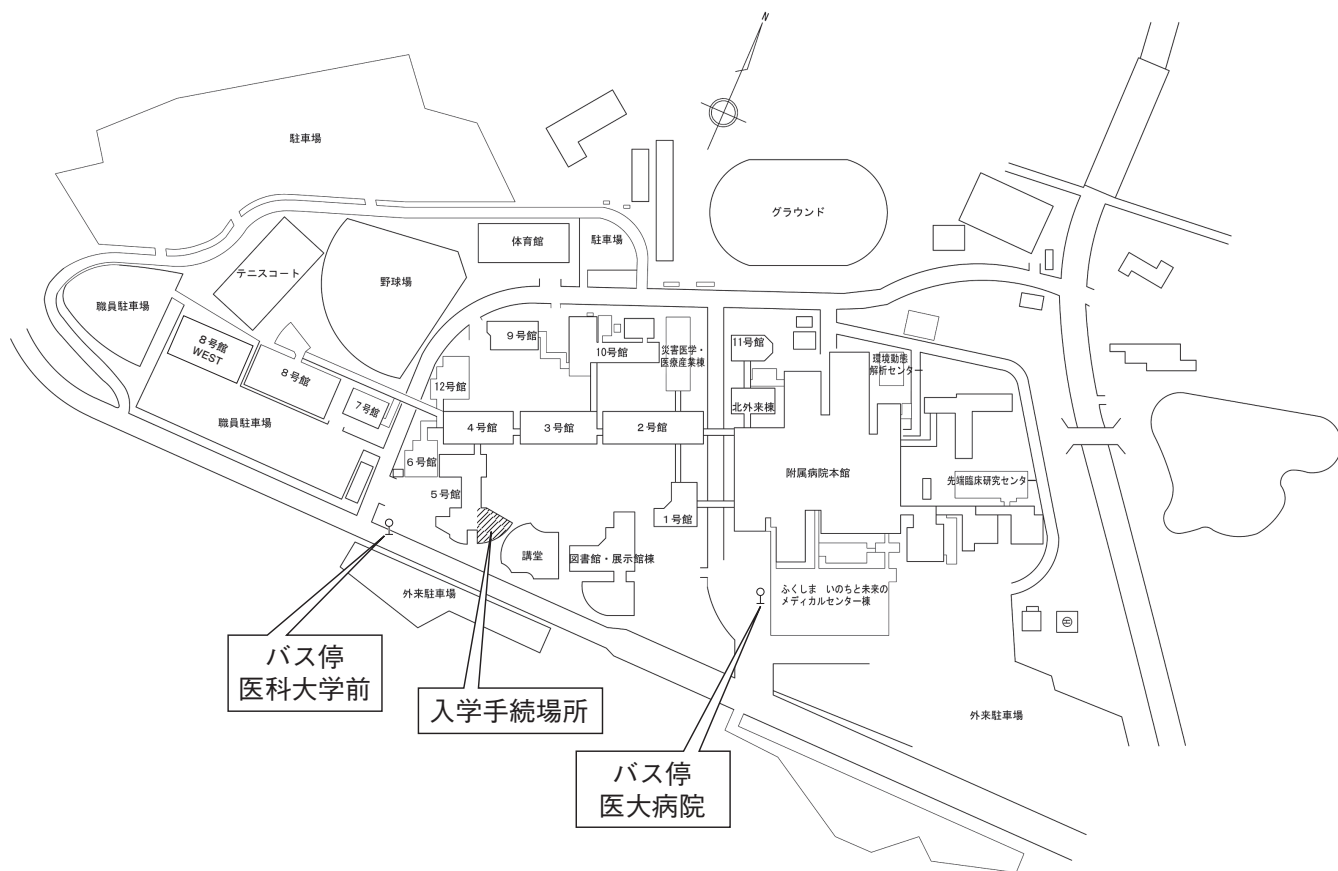 N
駐車場
グラウンド
体育館
駐車場
テニスコート
野球場
職員駐車場
8号館
WEST
8号館
7号館
職員駐車場
9号館
10号館
災害医学・
医療産業棟
11号館
環境動態
解析センター
12号館
北外来棟
4号館
3号館
2号館
6号館
附属病院本館
先端臨床研究センター
5号館
1号館
講堂
図書館・展示館棟
外来駐車場
ふくしま いのちと未来の
メディカルセンター棟
H
バス停
医科大学前
入学手続場所
外来駐車場
バス停
医大病院